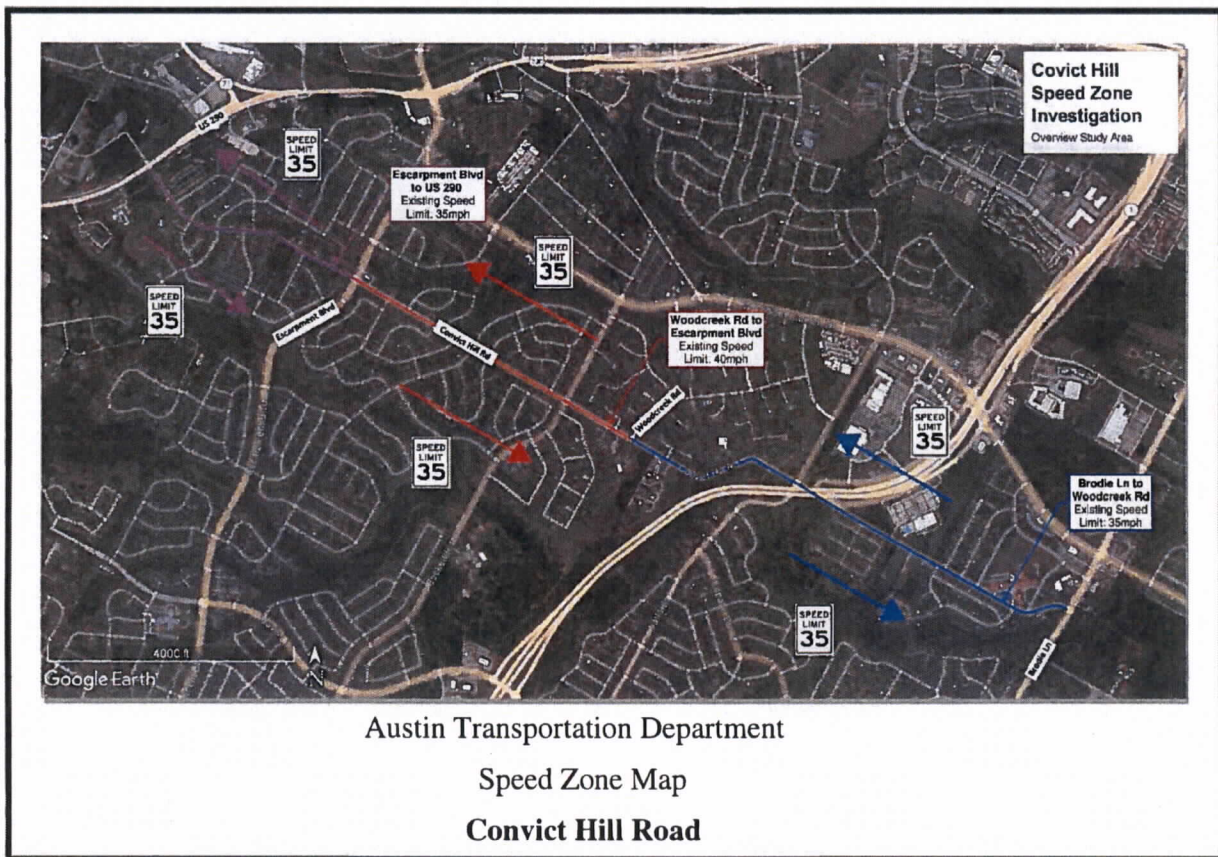 Covict Hill
Speed Zone
Investigation
Overview Study Area
US 290
71
SPEED
LIMIT
35
Escarpment Blvd
to US 290
Existing Speed
Limit: 35mph
SPEED
LIMIT
35
SPEED
LIMIT
35
Escarpment Blvd
Convict Hill Rd
Woodcreek Rd to
Escarpment Blvd
Existing Speed
Limit: 40mph
Woodcreek Rd
SPEED
LIMIT
35
SPEED
LIMIT
35
Brodie Ln to
Woodcreek Rd
Existing Speed
Limit: 35mph
SPEED
LIMIT
35
Brodie Ln
4000 ft
N
Google Earth
Austin Transportation Department
Speed Zone Map
Convict Hill Road